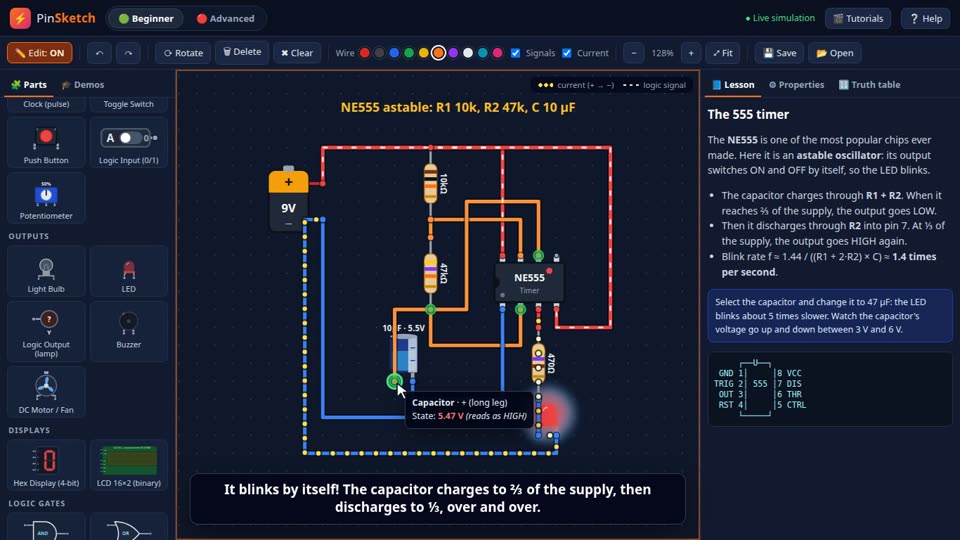 PinSketch
Beginner
Advanced
Live simulation
Tutorials
? Help
Edit: ON
Rotate
Delete
Clear
Wire
Signals
Current
128%
Fit
Save
Open
Parts
Demos
Clock (pulse)
Toggle Switch
Push Button
A 0
Logic Input (0/1)
50%
Potentiometer
OUTPUTS
Light Bulb
LED
Y
Logic Output (lamp)
Buzzer
DC Motor / Fan
DISPLAYS
Hex Display (4-bit)
LCD 16×2 (binary)
LOGIC GATES
AND
OR
current (+ → −)
logic signal
NE555 astable: R1 10k, R2 47k, C 10 µF
+
9V
−
10kΩ
47kΩ
NE555
Timer
5.5V
470Ω
Capacitor · + (long leg)
State: 5.47 V (reads as HIGH)
It blinks by itself! The capacitor charges to ⅔ of the supply, then
discharges to ⅓, over and over.
Lesson
Properties
Truth table
The 555 timer
The NE555 is one of the most popular chips ever
made. Here it is an astable oscillator: its output
switches ON and OFF by itself, so the LED blinks.
• The capacitor charges through R1 + R2. When it
reaches ⅔ of the supply, the output goes LOW.
• Then it discharges through R2 into pin 7. At ⅓ of
the supply, the output goes HIGH again.
• Blink rate f ≈ 1.44 / ((R1 + 2·R2) × C) ≈ 1.4 times
per second.
Select the capacitor and change it to 47 µF: the LED
blinks about 5 times slower. Watch the capacitor's
voltage go up and down between 3 V and 6 V.
┌──U──┐
GND 1│ │8 VCC
TRIG 2│ 555 │7 DIS
OUT 3│ │6 THR
RST 4│ │5 CTRL
└─────┘